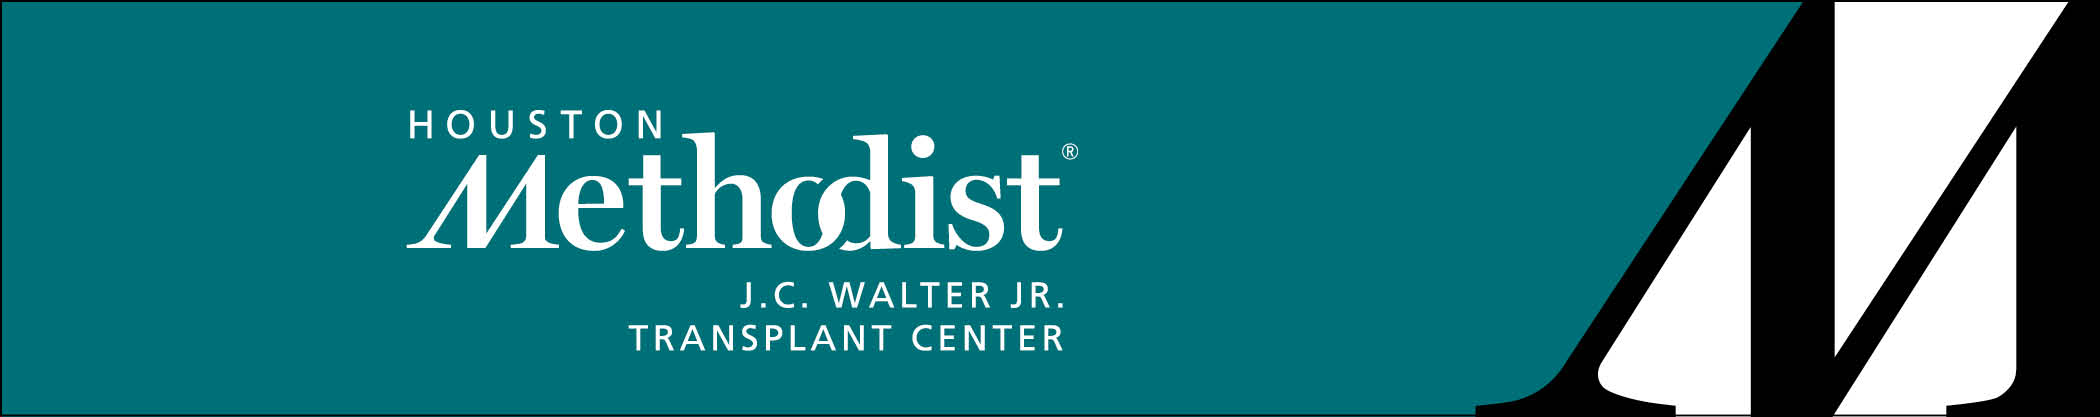 HOUSTON
Methodist®
J.C. WALTER JR.
TRANSPLANT CENTER
M